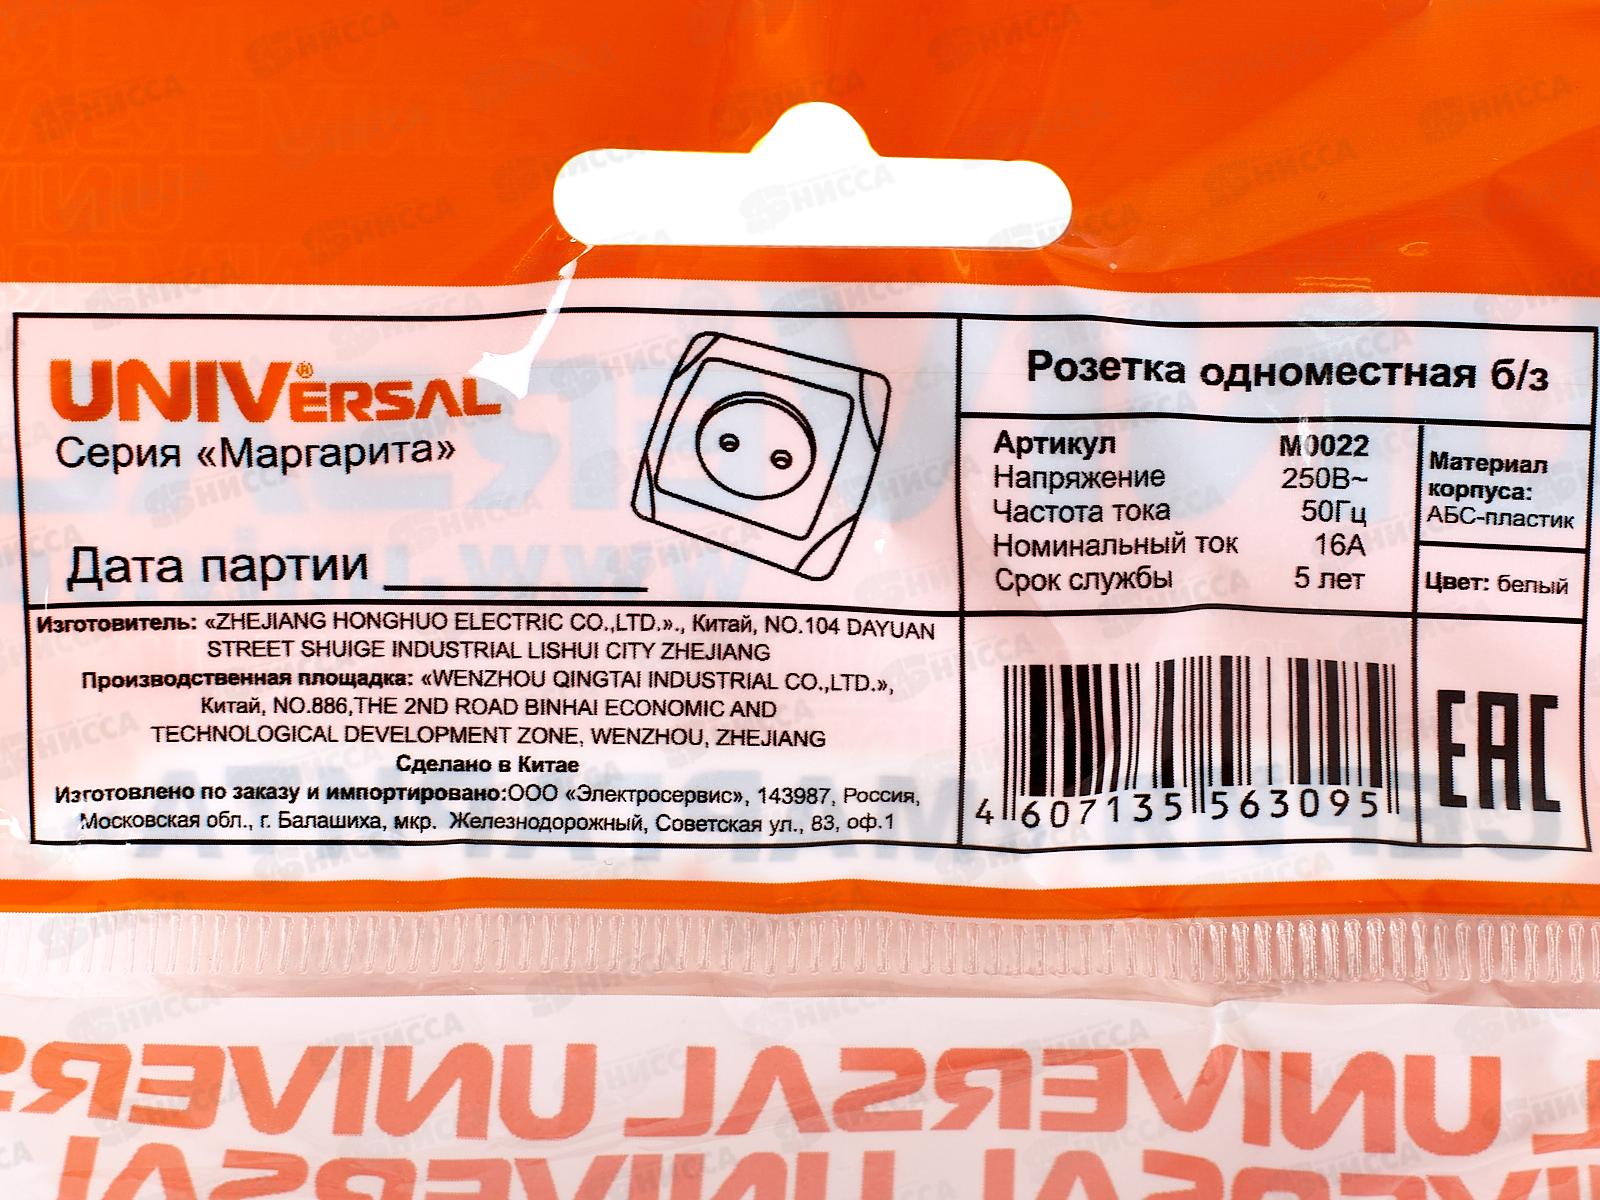 UNIVERSAL®
Серия «Маргарита»
Дата партии
Розетка одноместная б/з
Артикул M0022
Напряжение 250В~
Частота тока 50Гц
Номинальный ток 16А
Срок службы 5 лет
Материал
корпуса:
АБС-пластик
Цвет: белый
Изготовитель: «ZHEJIANG HONGHUO ELECTRIC CO.,LTD.»., Китай, NO.104 DAYUAN
STREET SHUIGE INDUSTRIAL LISHUI CITY ZHEJIANG
Производственная площадка: «WENZHOU QINGTAI INDUSTRIAL CO.,LTD.»,
Китай, NO.886,THE 2ND ROAD BINHAI ECONOMIC AND
TECHNOLOGICAL DEVELOPMENT ZONE, WENZHOU, ZHEJIANG
Сделано в Китае
Изготовлено по заказу и импортировано:ООО «Электросервис», 143987, Россия,
Московская обл., г. Балашиха, мкр. Железнодорожный, Советская ул., 83, оф.1
4 607135 563095
EAC
UNIVERSAL UNIVERSAL
UNIVERSAL
НИССА